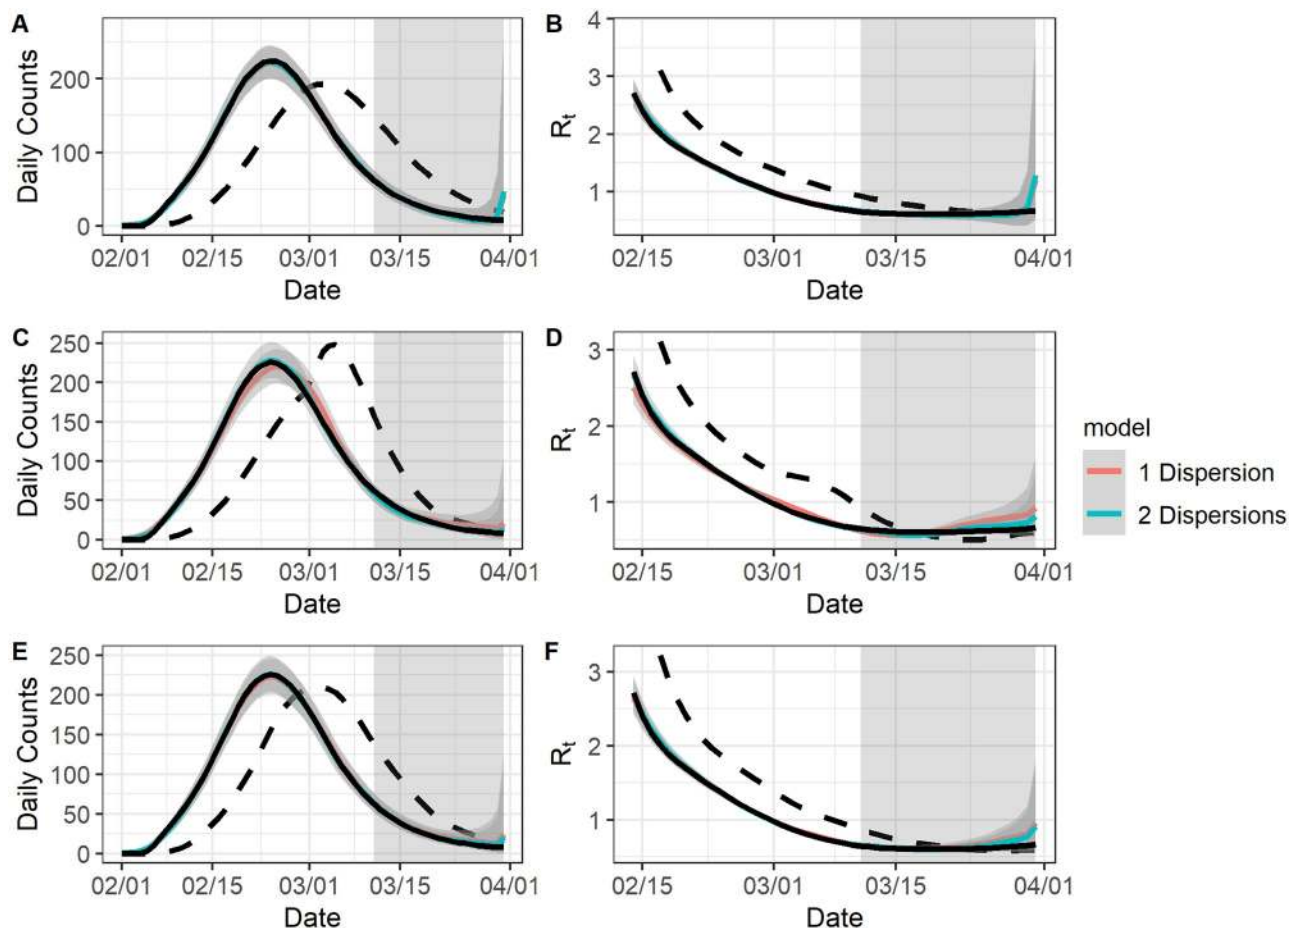 A
Daily Counts
200
100
0
02/01 02/15 03/01 03/15 04/01
Date
B
R_t
4
3
2
1
02/15 03/01 03/15 04/01
Date
C
Daily Counts
250
200
150
100
50
0
02/01 02/15 03/01 03/15 04/01
Date
D
R_t
3
2
1
02/15 03/01 03/15 04/01
Date
model
1 Dispersion
2 Dispersions
E
Daily Counts
250
200
150
100
50
0
02/01 02/15 03/01 03/15 04/01
Date
F
R_t
3
2
1
02/15 03/01 03/15 04/01
Date